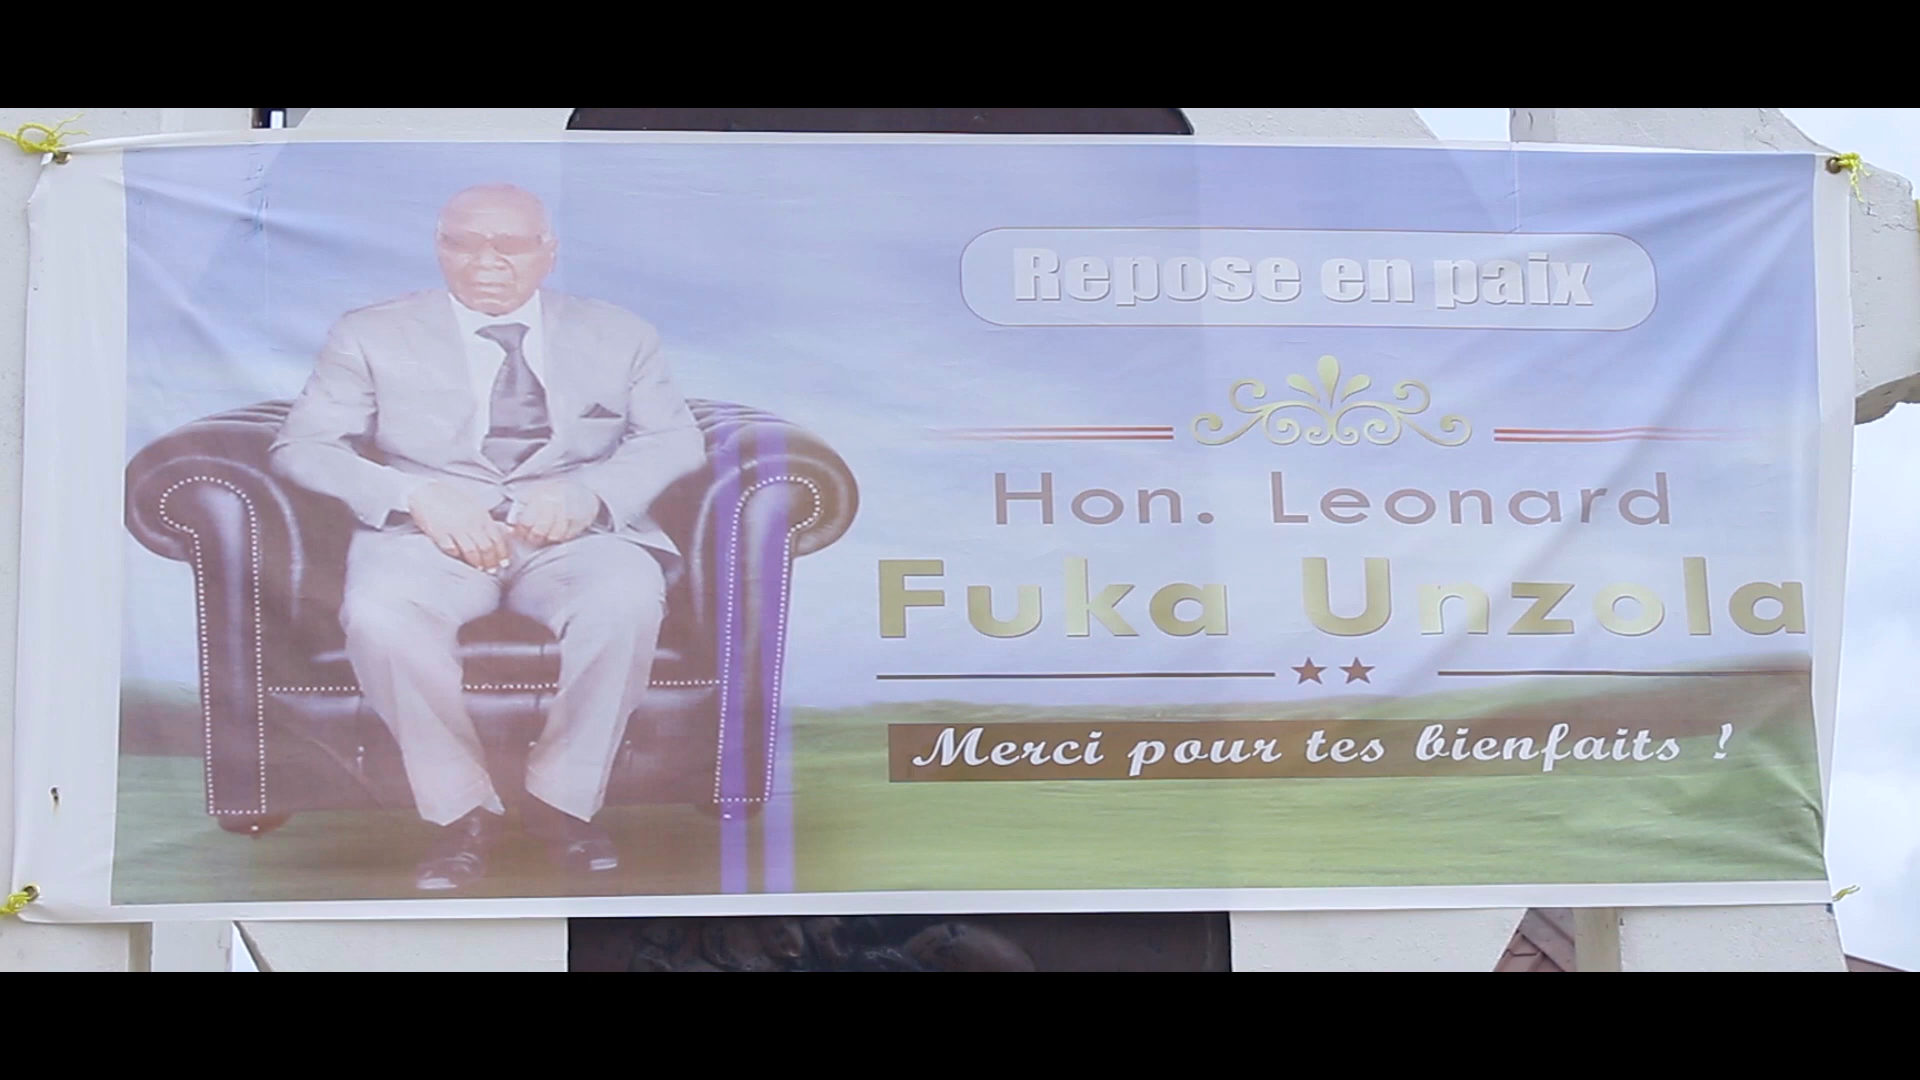 Repose en paix
Hon. Leonard
Fuka Unzola
Merci pour tes bienfaits !